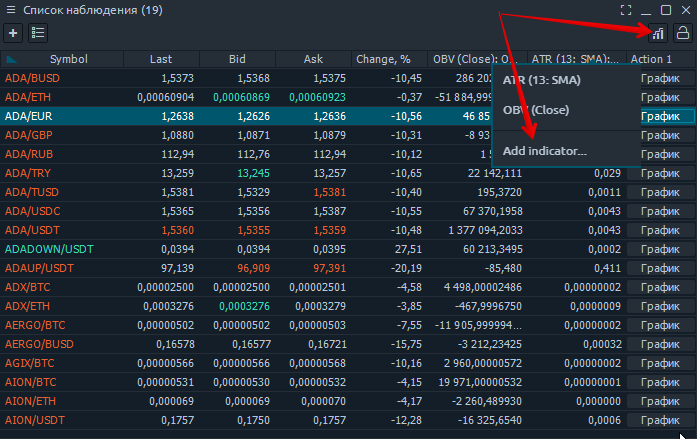 Список наблюдения (19)
Symbol Last Bid Ask Change, % OBV (Close): O... ATR (13: SMA):... Action 1
ADA/BUSD 1,5373 1,5368 1,5375 -10,45 286 202 График
ATR (13: SMA)
ADA/ETH 0,00060904 0,00060869 0,00060923 -0,37 -51 884,999 График
ADA/EUR 1,2638 1,2626 1,2636 -10,56 46 85 График
OBV (Close)
ADA/GBP 1,0880 1,0871 1,0879 -10,31 -8 93 График
ADA/RUB 112,94 112,76 112,94 -10,12 1 График
Add indicator...
ADA/TRY 13,259 13,245 13,257 -10,65 22 142,111 0,029 График
ADA/TUSD 1,5381 1,5329 1,5381 -10,40 195,3720 0,0011 График
ADA/USDC 1,5365 1,5356 1,5387 -10,55 67 370,1958 0,0043 График
ADA/USDT 1,5360 1,5355 1,5359 -10,48 1 377 094,2033 0,0043 График
ADADOWN/USDT 0,0394 0,0394 0,0395 27,51 60 213,3495 0,0002 График
ADAUP/USDT 97,139 96,909 97,391 -20,19 -85,480 0,411 График
ADX/BTC 0,00002500 0,00002500 0,00002501 -4,58 4 498,00002486 0,00000002 График
ADX/ETH 0,0003276 0,0003276 0,0003279 -3,85 -467,9996750 0,0000009 График
AERGO/BTC 0,00000502 0,00000502 0,00000503 -7,55 -11 905,999994... 0,00000002 График
AERGO/BUSD 0,16578 0,16577 0,16721 -15,75 -3 212,23425 0,00032 График
AGIX/BTC 0,00000566 0,00000566 0,00000568 -10,16 2 960,00000572 0,00000002 График
AION/BTC 0,00000531 0,00000530 0,00000532 -4,15 19 971,00000532 0,00000001 График
AION/ETH 0,000069 0,000069 0,000070 -4,17 -2 260,489930 0,000000 График
AION/USDT 0,1757 0,1750 0,1757 -12,28 -16 325,6540 0,0006 График